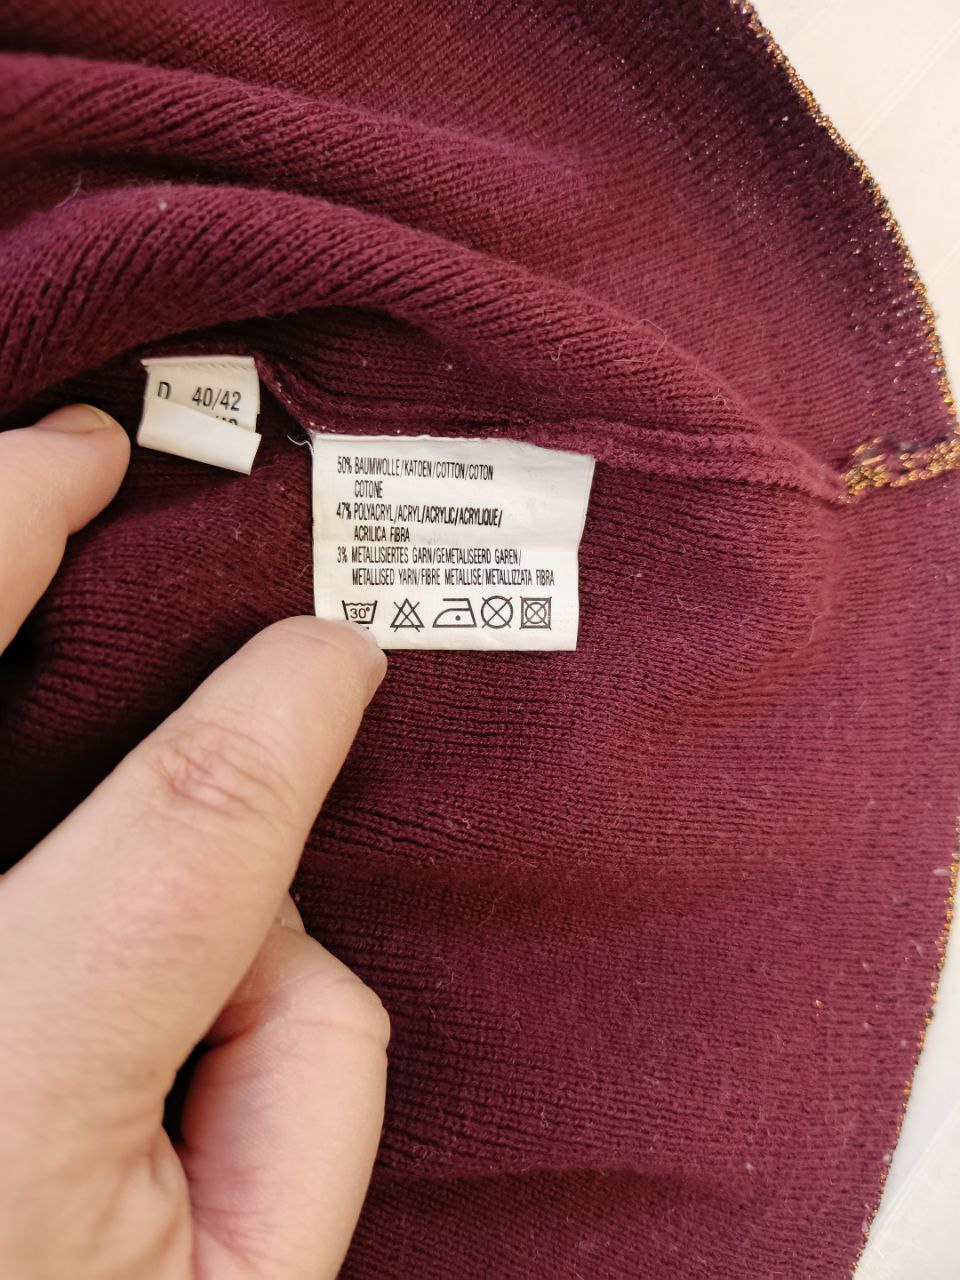 D 40/42
50% BAUMWOLLE/KATOEN/COTTON/COTON
COTONE
47% POLYACRYL/ACRYL/ACRYLIC/ACRYLIQUE/
ACRILICA FIBRA
3% METALLISIERTES GARN/GEMETALISEERD GAREN/
METALLISED YARN/FIBRE METALLISE/METALLIZZATA FIBRA
30°